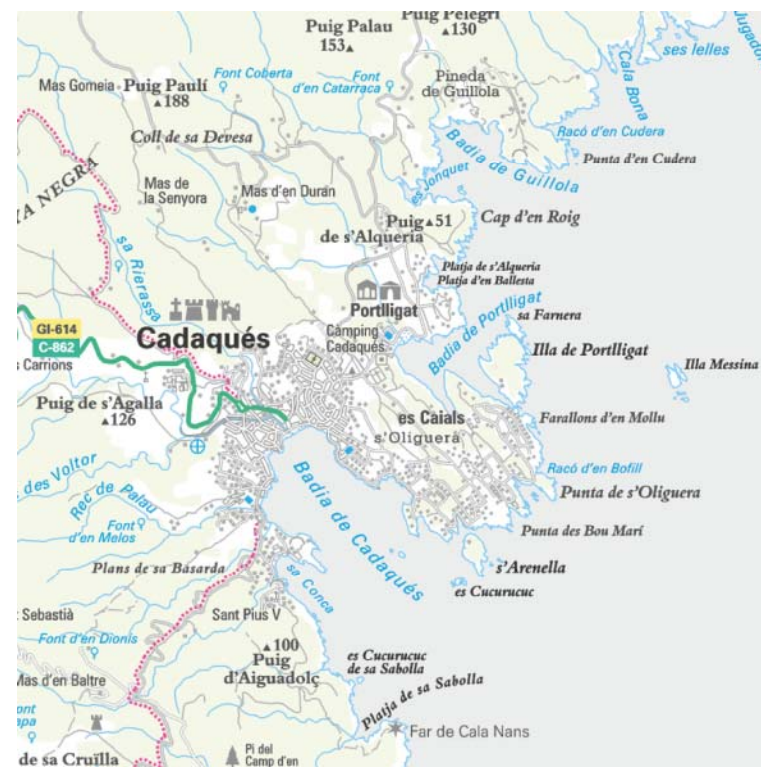 Puig Palau
153
Puig Pelegrí
130
Jugador
ses Ielles
Cala Bona
Font Coberta
Font
d'en Catarraca
Pineda
de Guillola
Mas Gomeia
Puig Paulí
188
Coll de sa Devesa
Racó d'en Cudera
Punta d'en Cudera
Badia de Guillola
es Jonquet
NEGRA
Mas de
la Senyora
Mas d'en Duran
Puig 51
de s'Alqueria
Cap d'en Roig
sa Rierassa
Platja de s'Alqueria
Platja d'en Ballesta
Portlligat
Badia de Portlligat
sa Farnera
GI-614
C-862
Cadaqués
Càmping
Cadaqués
Illa de Portlligat
Illa Messina
s Carrions
Puig de s'Agalla
126
es Caials
s'Oliguera
Farallons d'en Mollu
des Voltor
Rec de Palau
Badia de Cadaqués
Racó d'en Bofill
Punta de s'Oliguera
Font
d'en Melos
Punta des Bou Marí
Plans de sa Basarda
sa Conca
s'Arenella
es Cucurucuc
Sebastià
Sant Pius V
Font d'en Dionis
100
Puig
d'Aiguadolç
es Cucurucuc
de sa Sabolla
Mas d'en Baltre
Platja de sa Sabolla
Far de Cala Nans
ont
apa
de sa Cruïlla
Pi del
Camp d'en